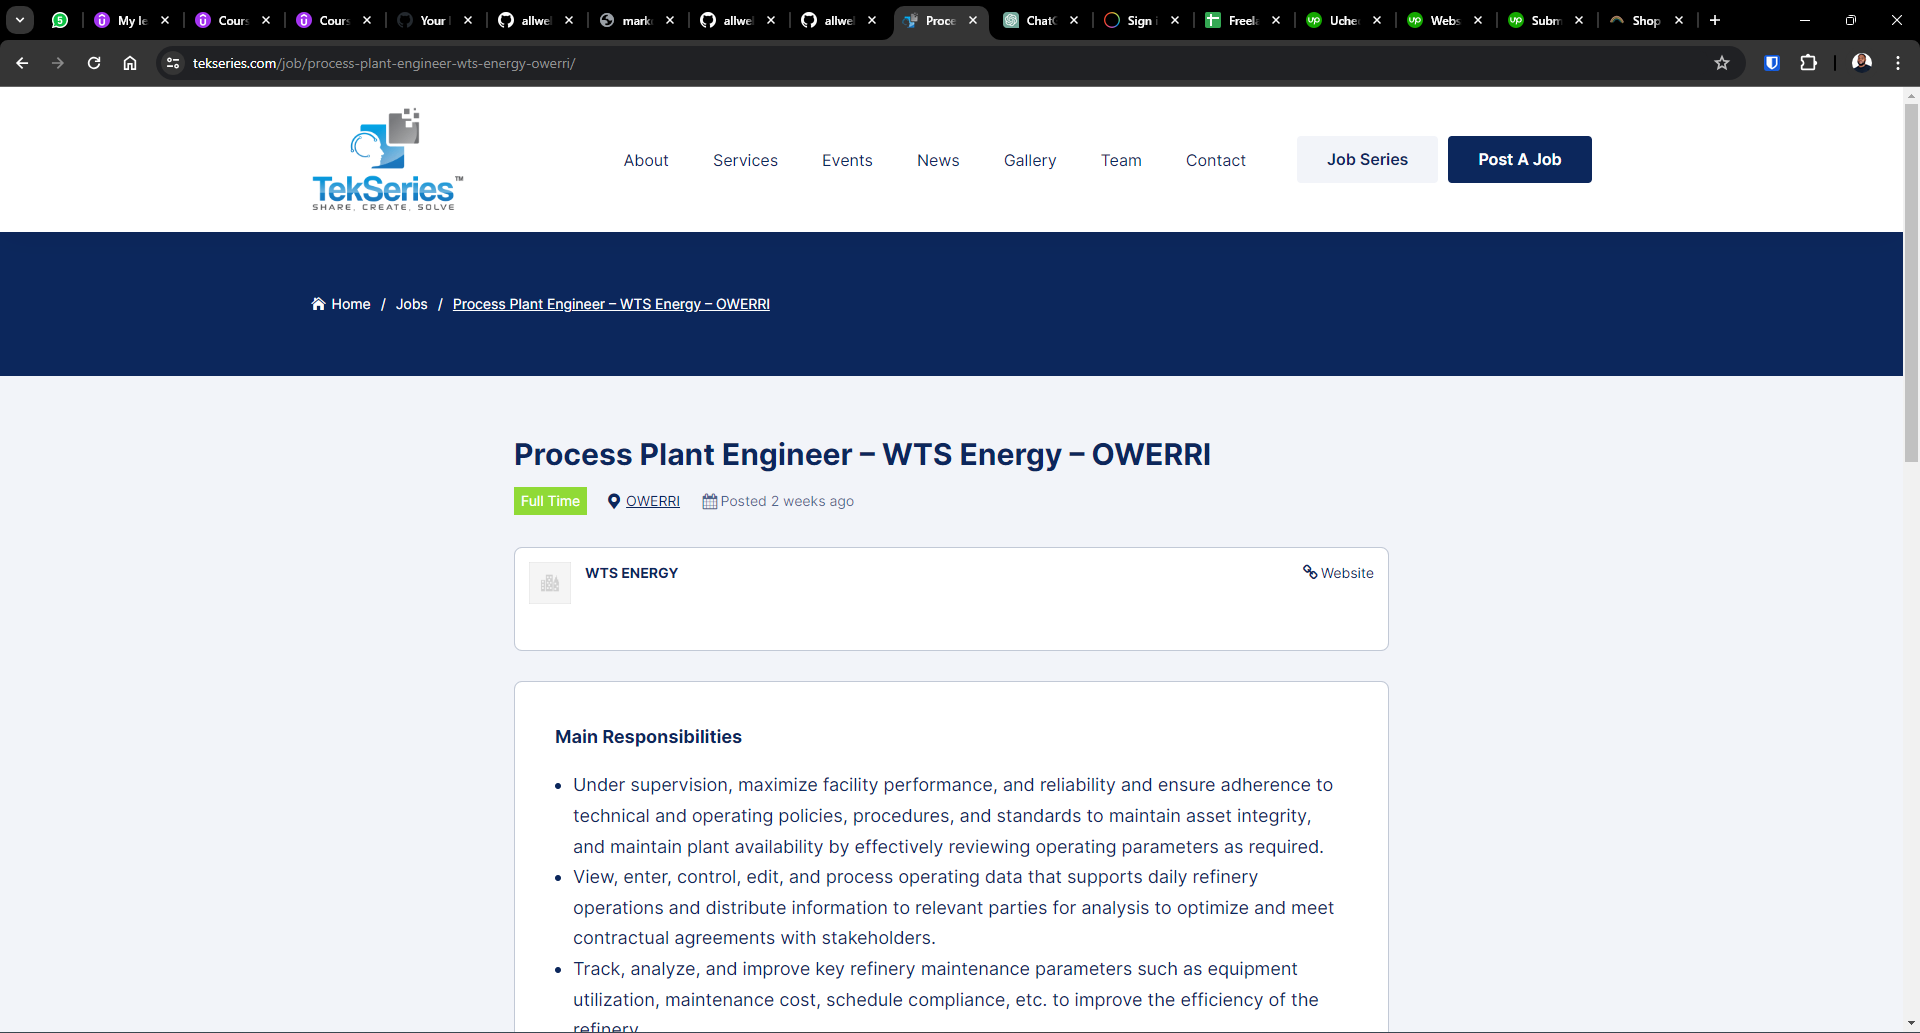 5
My le
Cours
Cours
Your
allwe
mark
allwe
allwe
Proce
ChatG
Sign i
Freela
Uche
Webs
Subm
Shop
tekseries.com/job/process-plant-engineer-wts-energy-owerri/
TekSeries™
SHARE. CREATE. SOLVE
About
Services
Events
News
Gallery
Team
Contact
Job Series
Post A Job
Home / Jobs / Process Plant Engineer – WTS Energy – OWERRI
Process Plant Engineer – WTS Energy – OWERRI
Full Time
OWERRI
Posted 2 weeks ago
WTS ENERGY
Website
Main Responsibilities
• Under supervision, maximize facility performance, and reliability and ensure adherence to
technical and operating policies, procedures, and standards to maintain asset integrity,
and maintain plant availability by effectively reviewing operating parameters as required.
• View, enter, control, edit, and process operating data that supports daily refinery
operations and distribute information to relevant parties for analysis to optimize and meet
contractual agreements with stakeholders.
• Track, analyze, and improve key refinery maintenance parameters such as equipment
utilization, maintenance cost, schedule compliance, etc. to improve the efficiency of the
refinery